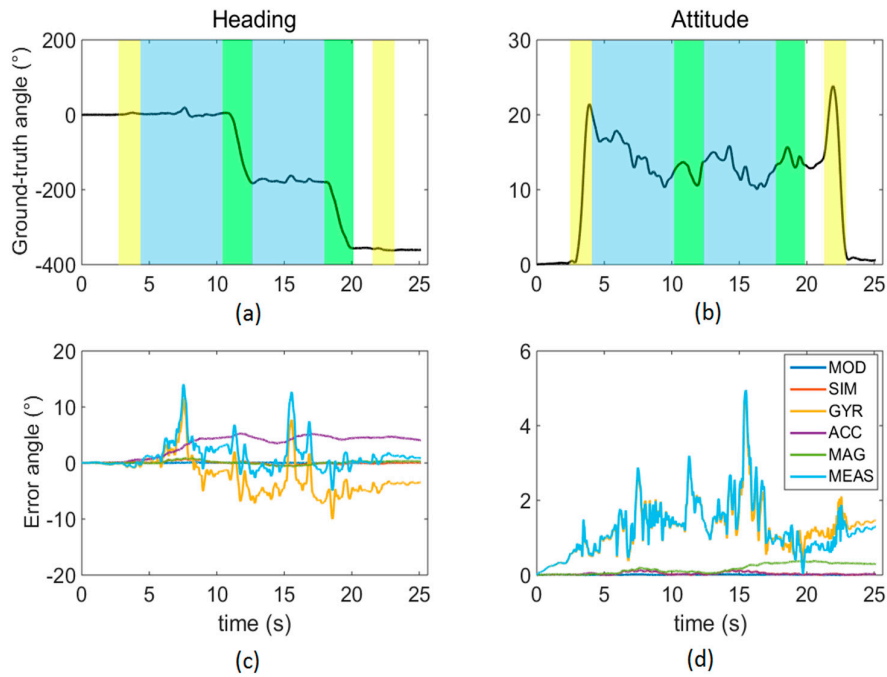 Heading
Attitude
Ground-truth angle (°)
200
0
-200
-400
0 5 10 15 20 25
(a)
30
20
10
0
0 5 10 15 20 25
(b)
Error angle (°)
20
10
0
-10
-20
0 5 10 15 20 25
time (s)
(c)
6
4
2
0
0 5 10 15 20 25
time (s)
(d)
MOD
SIM
GYR
ACC
MAG
MEAS